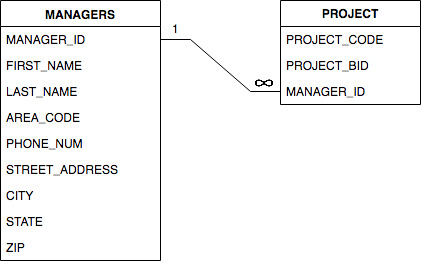 MANAGERS
MANAGER_ID
FIRST_NAME
LAST_NAME
AREA_CODE
PHONE_NUM
STREET_ADDRESS
CITY
STATE
ZIP
1
∞
PROJECT
PROJECT_CODE
PROJECT_BID
MANAGER_ID